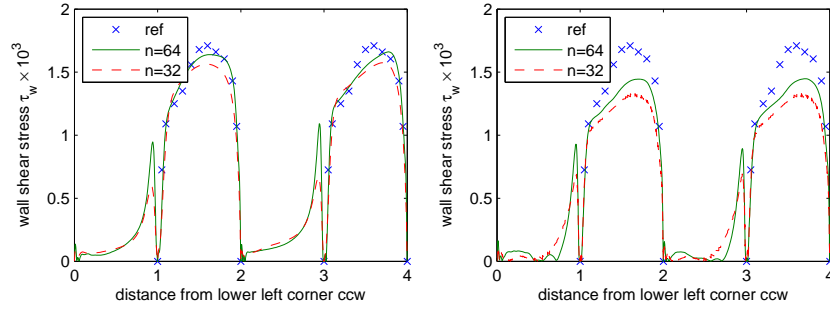 2
1.5
1
0.5
0
wall shear stress τw × 10³
ref
n=64
n=32
0 1 2 3 4
distance from lower left corner ccw
2
1.5
1
0.5
0
wall shear stress τw × 10³
ref
n=64
n=32
0 1 2 3 4
distance from lower left corner ccw